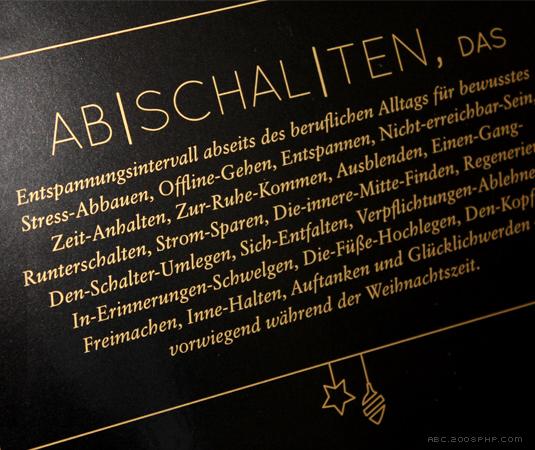 AB|SCHAL|TEN, DAS
Entspannungsintervall abseits des beruflichen Alltags für bewusstes
Stress-Abbauen, Offline-Gehen, Entspannen, Nicht-erreichbar-Sein,
Zeit-Anhalten, Zur-Ruhe-Kommen, Ausblenden, Einen-Gang-
Runterschalten, Strom-Sparen, Die-innere-Mitte-Finden, Regenerieren
Den-Schalter-Umlegen, Sich-Entfalten, Verpflichtungen-Ablehne
In-Erinnerungen-Schwelgen, Die-Füße-Hochlegen, Den-Kopf
Freimachen, Inne-Halten, Auftanken und Glücklichwerden
vorwiegend während der Weihnachtszeit.
ABC.2008PHP.COM